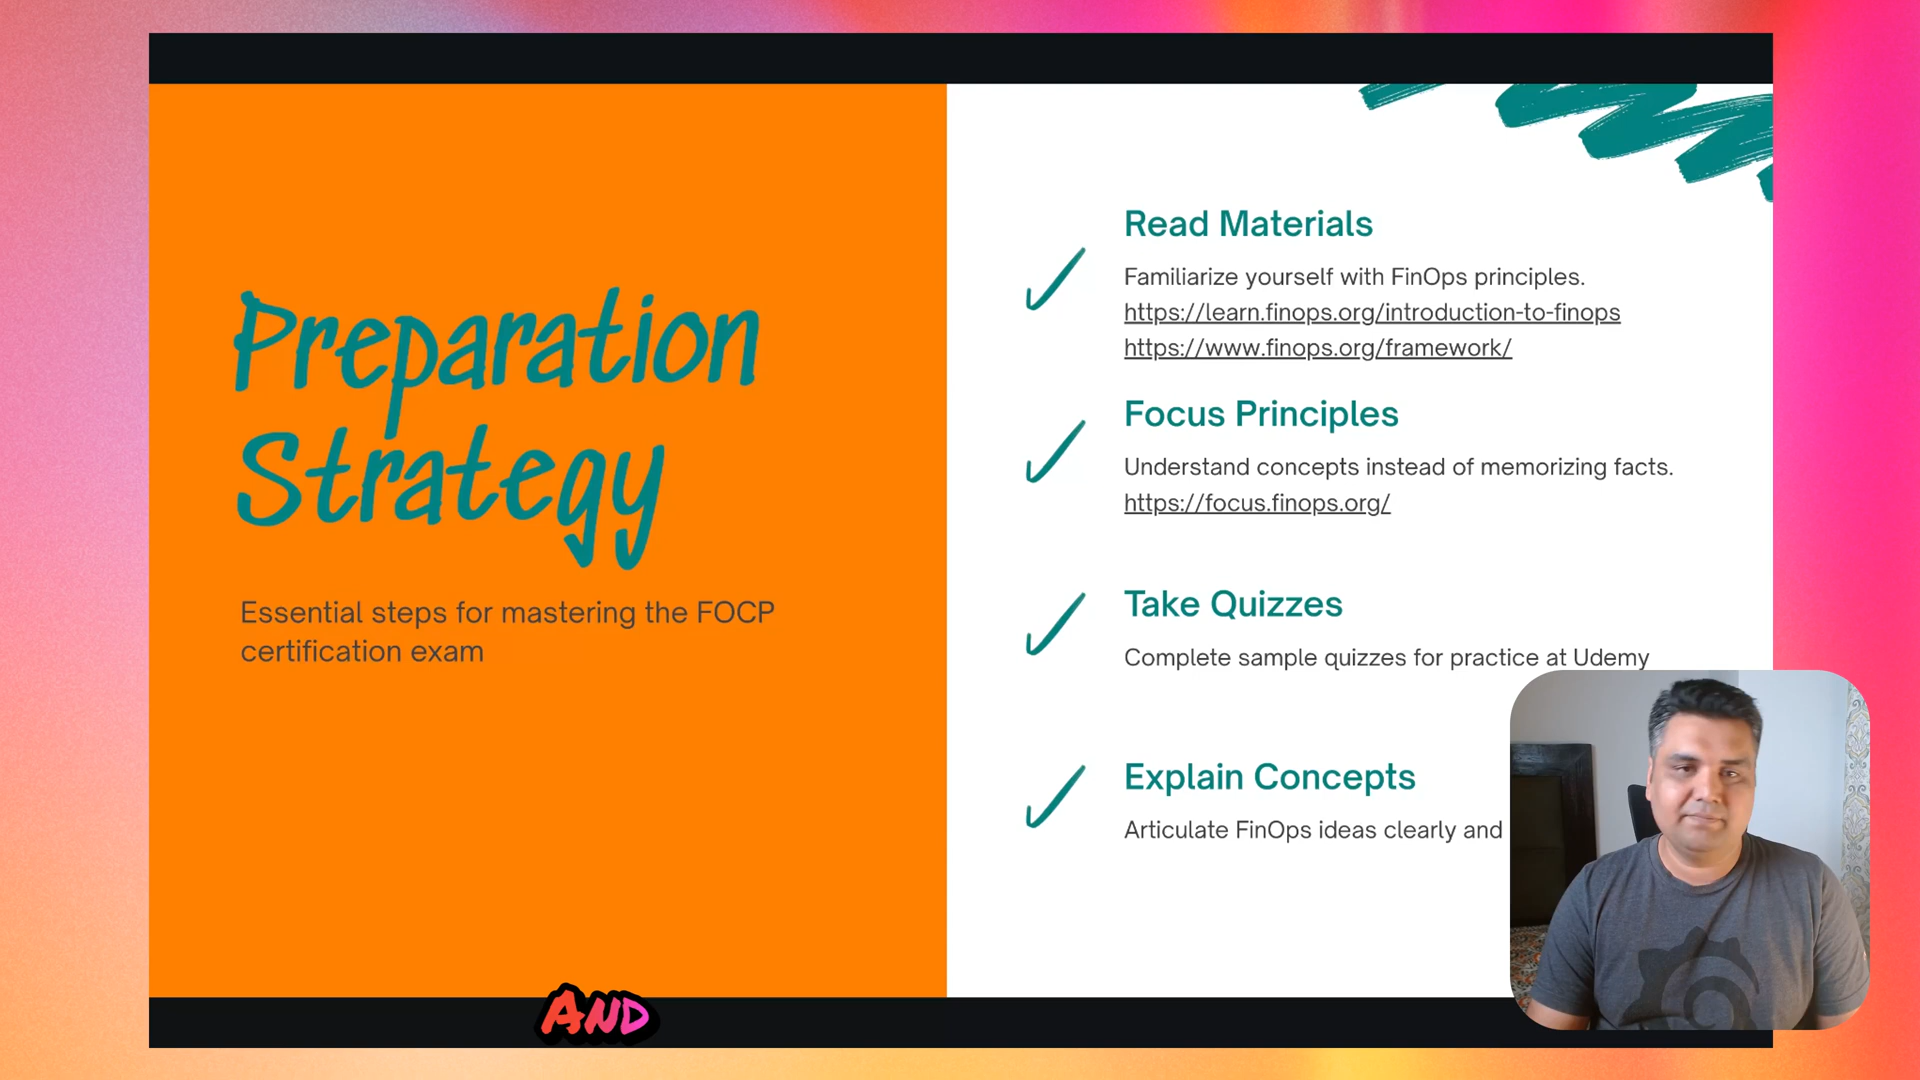 Preparation
Strategy
Essential steps for mastering the FOCP
certification exam
Read Materials
Familiarize yourself with FinOps principles.
https://learn.finops.org/introduction-to-finops
https://www.finops.org/framework/
Focus Principles
Understand concepts instead of memorizing facts.
https://focus.finops.org/
Take Quizzes
Complete sample quizzes for practice at Udemy
Explain Concepts
Articulate FinOps ideas clearly and
AND